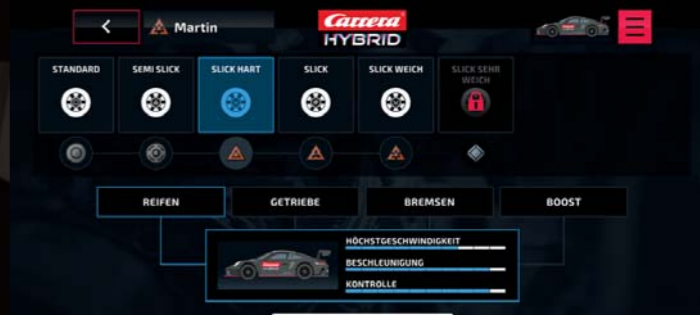 Martin
Carrera
HYBRID
STANDARD
SEMI SLICK
SLICK HART
SLICK
SLICK WEICH
SLICK SEHR
WEICH
REIFEN
GETRIEBE
BREMSEN
BOOST
HÖCHSTGESCHWINDIGKEIT
BESCHLEUNIGUNG
KONTROLLE